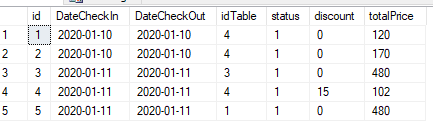 id DateCheckIn DateCheckOut idTable status discount totalPrice
1 1 2020-01-10 2020-01-10 4 1 0 120
2 2 2020-01-10 2020-01-10 4 1 0 170
3 3 2020-01-11 2020-01-11 3 1 0 480
4 4 2020-01-11 2020-01-11 4 1 15 102
5 5 2020-01-11 2020-01-11 1 1 0 480